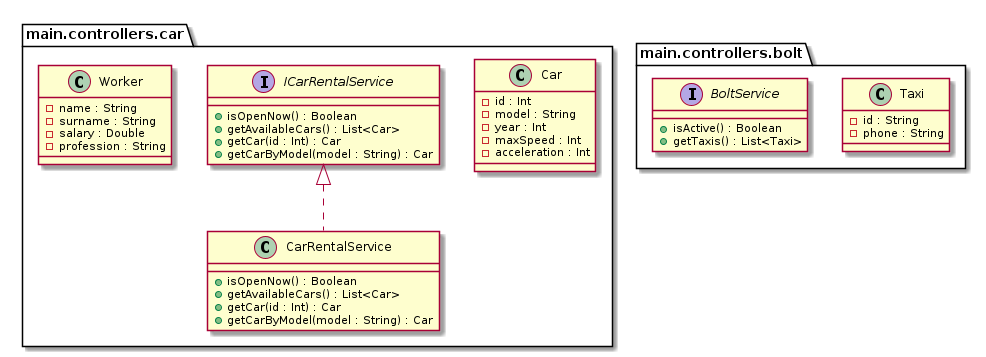 main.controllers.car
C Worker
name : String
surname : String
salary : Double
profession : String
I ICarRentalService
isOpenNow() : Boolean
getAvailableCars() : List<Car>
getCar(id : Int) : Car
getCarByModel(model : String) : Car
C Car
id : Int
model : String
year : Int
maxSpeed : Int
acceleration : Int
C CarRentalService
isOpenNow() : Boolean
getAvailableCars() : List<Car>
getCar(id : Int) : Car
getCarByModel(model : String) : Car
main.controllers.bolt
I BoltService
isActive() : Boolean
getTaxis() : List<Taxi>
C Taxi
id : String
phone : String